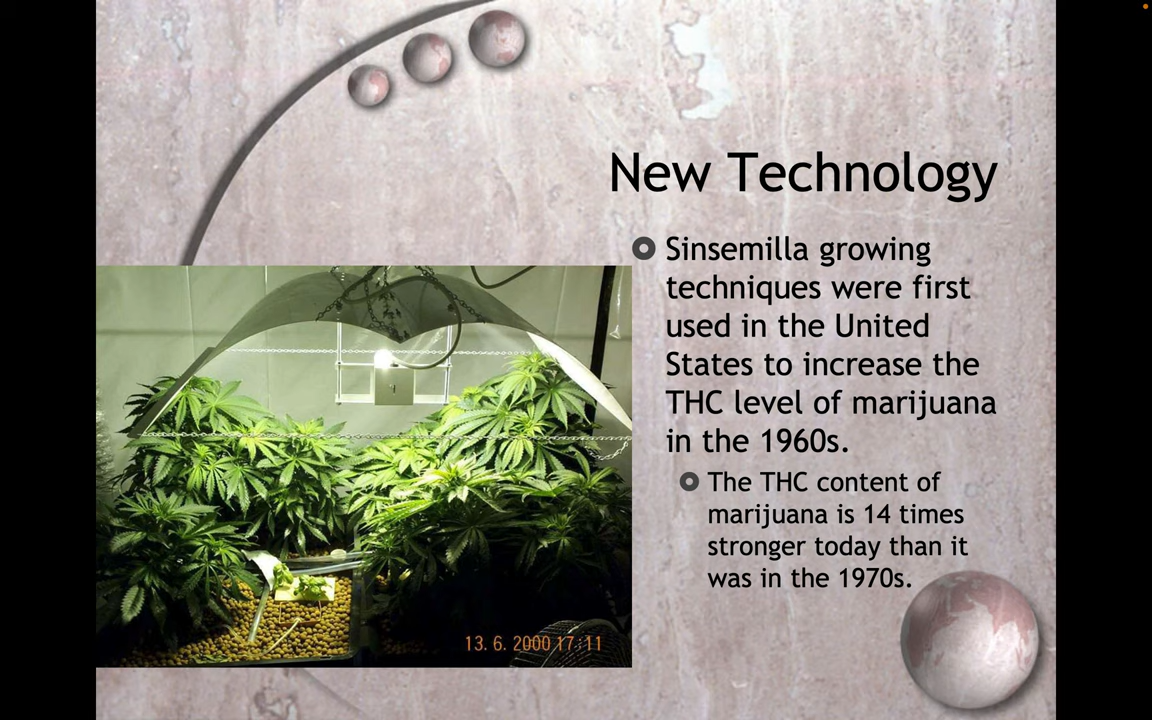 New Technology
Sinsemilla growing
techniques were first
used in the United
States to increase the
THC level of marijuana
in the 1960s.
The THC content of
marijuana is 14 times
stronger today than it
was in the 1970s.
13. 6. 2000 17:11